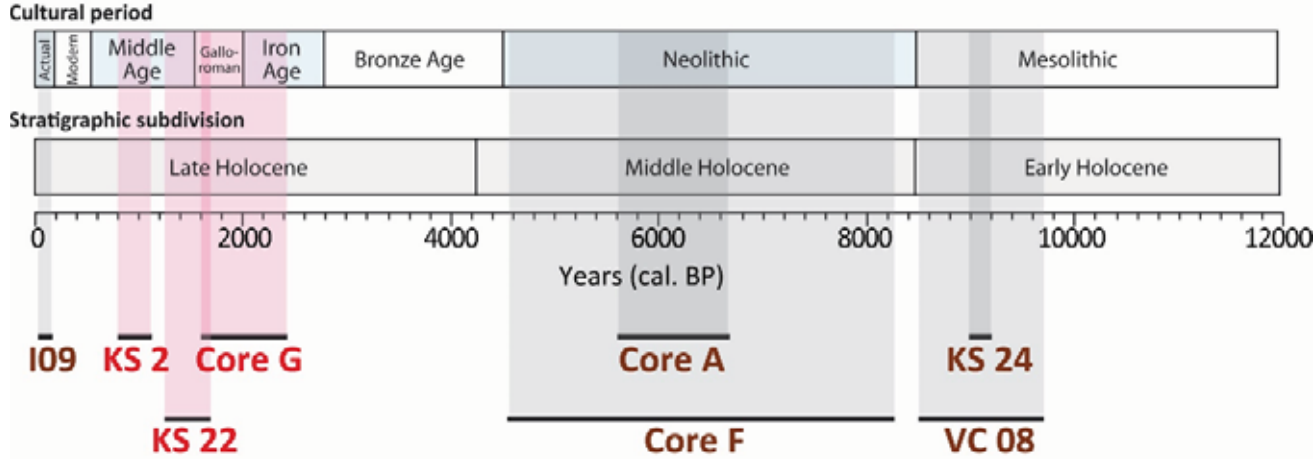 Cultural period
Actual
Modern
Middle
Age
Gallo-
roman
Iron
Age
Bronze Age
Neolithic
Mesolithic
Stratigraphic subdivision
Late Holocene
Middle Holocene
Early Holocene
0 2000 4000 6000 8000 10000 12000
Years (cal. BP)
I09 KS 2 Core G Core A KS 24
KS 22 Core F VC 08